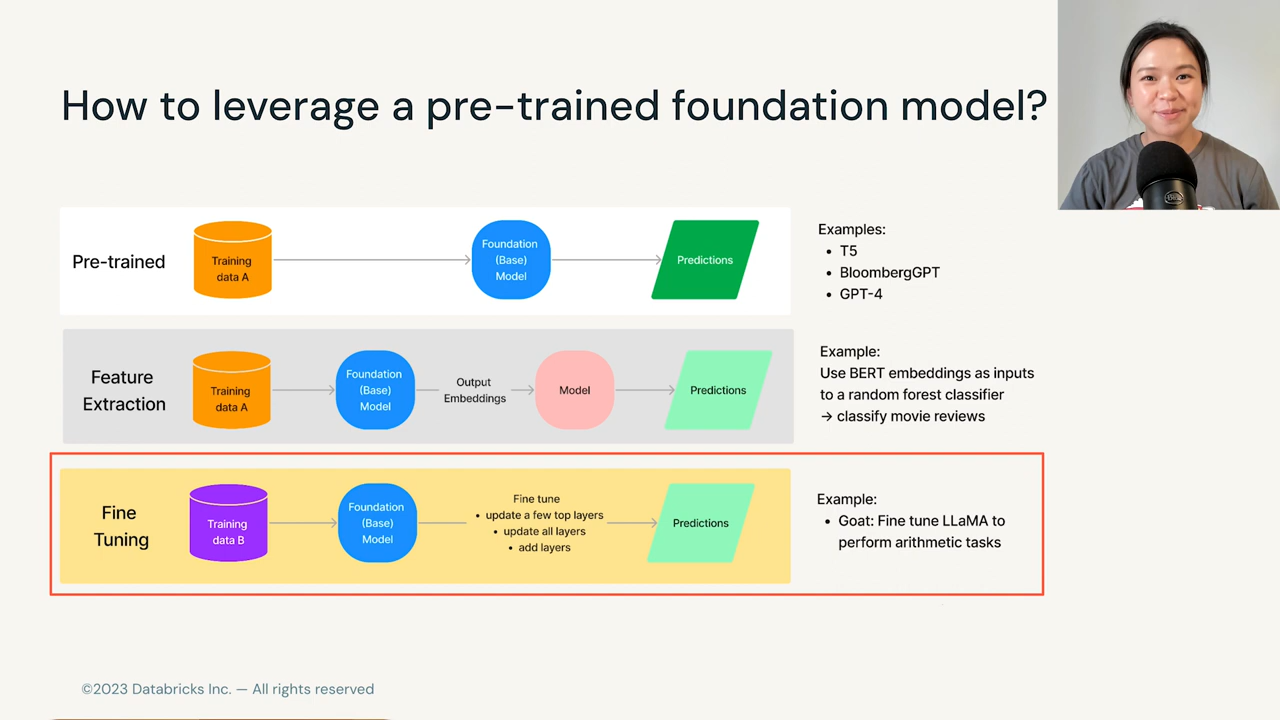 How to leverage a pre-trained foundation model?
Pre-trained
Training
data A
Foundation
(Base)
Model
Predictions
Examples:
• T5
• BloombergGPT
• GPT-4
Feature
Extraction
Training
data A
Foundation
(Base)
Model
Output
Embeddings
Model
Predictions
Example:
Use BERT embeddings as inputs
to a random forest classifier
→ classify movie reviews
Fine
Tuning
Training
data B
Foundation
(Base)
Model
Fine tune
• update a few top layers
• update all layers
• add layers
Predictions
Example:
• Goat: Fine tune LLaMA to
perform arithmetic tasks
©2023 Databricks Inc. — All rights reserved